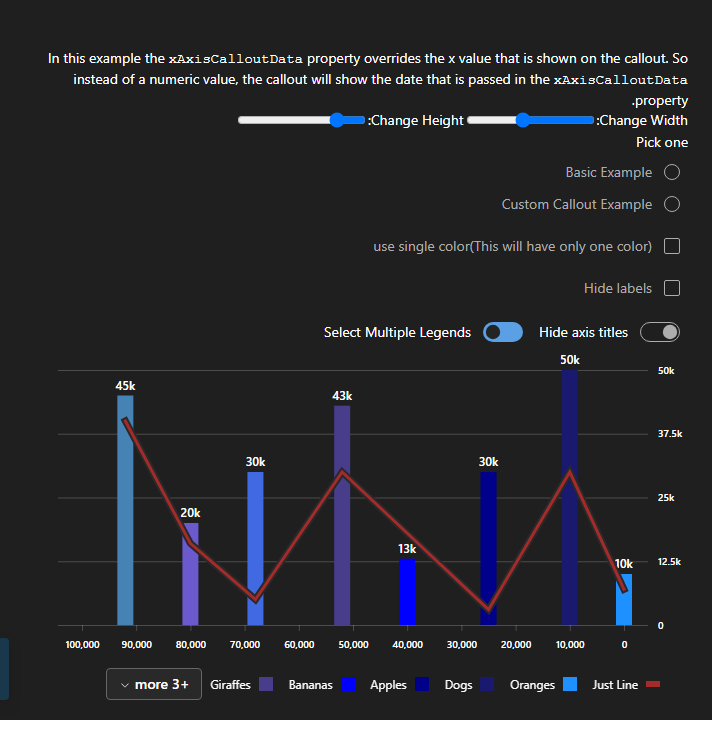 In this example the xAxisCalloutData property overrides the x value that is shown on the callout. So
instead of a numeric value, the callout will show the date that is passed in the xAxisCalloutData
.property
:Change Height :Change Width
Pick one
Basic Example
Custom Callout Example
use single color(This will have only one color)
Hide labels
Select Multiple Legends Hide axis titles
50k
45k
43k
30k
30k
20k
13k
10k
50k
37.5k
25k
12.5k
0
100,000 90,000 80,000 70,000 60,000 50,000 40,000 30,000 20,000 10,000 0
more 3+ Giraffes Bananas Apples Dogs Oranges Just Line